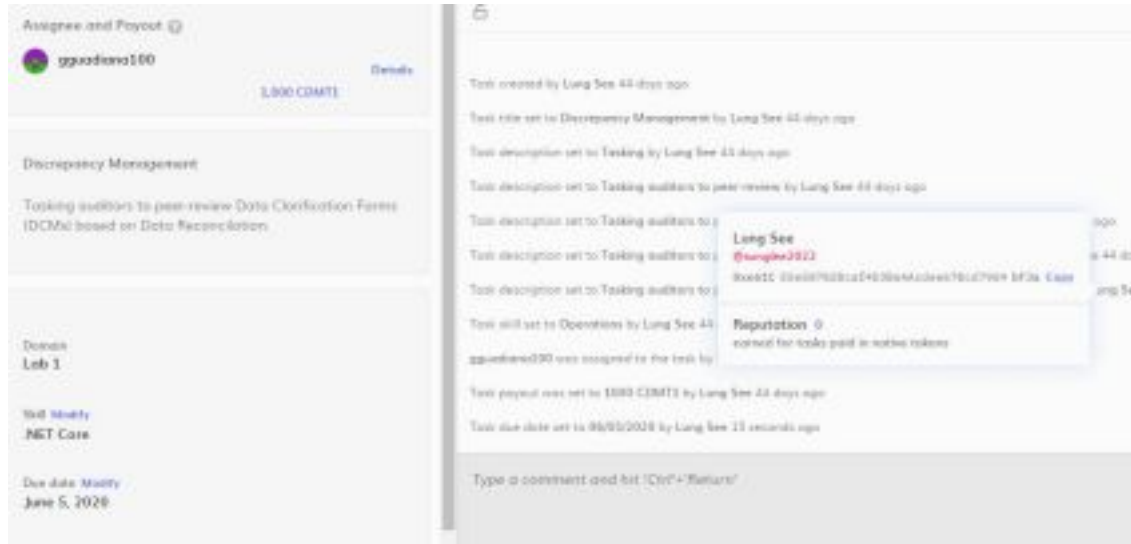 Assignee and Payout
gguadiana100
Details
1,000 CDMT1
Discrepancy Management
Tasking auditors to peer-review Data Clarification Forms
(DCMs) based on Data Reconciliation
Domain
Lab 1
Skill Modify
.NET Core
Due date Modify
June 5, 2020
Task created by Lung See 44 days ago
Task title set to Discrepancy Management by Lung See 44 days ago
Task description set to Tasking by Lung See 44 days ago
Task description set to Tasking auditors to peer-review by Lung See 44 days ago
Task description set to Tasking auditors to
ago
Task description set to Tasking auditors to
44
Task description set to Tasking auditors to
Task skill set to Operations by Lung See 44
gguadiana100 was assigned to the task by
Task payout was set to 1000 CDMT1 by Lung See 44 days ago
Task due date set to by Lung See seconds ago
Lung See
Copy
Reputation 0
earned for tasks paid in native tokens
Type a comment and hit 'Ctrl'+'Return'